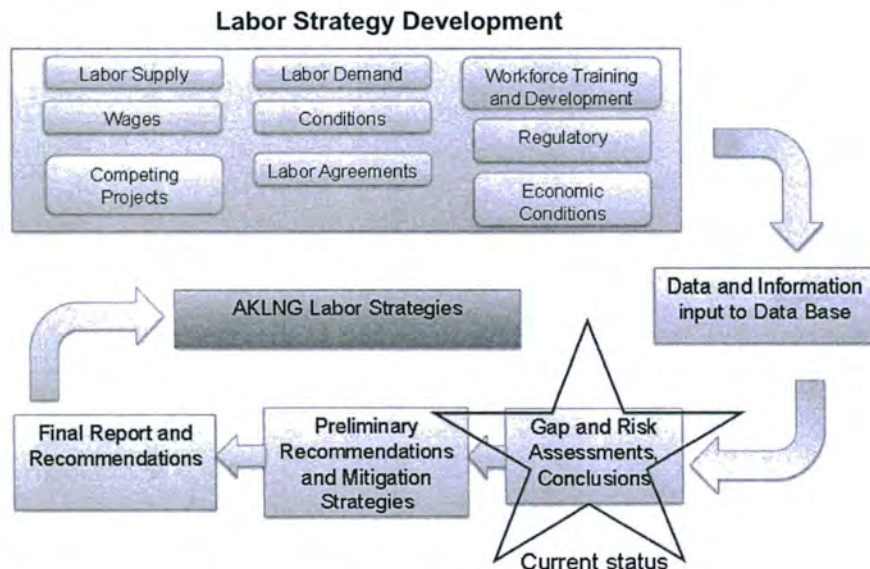 Labor Strategy Development
Labor Supply
Labor Demand
Workforce Training
and Development
Wages
Conditions
Regulatory
Competing
Projects
Labor Agreements
Economic
Conditions
Data and Information
input to Data Base
AKLNG Labor Strategies
Gap and Risk
Assessments,
Conclusions
Preliminary
Recommendations
and Mitigation
Strategies
Final Report and
Recommendations
Current status